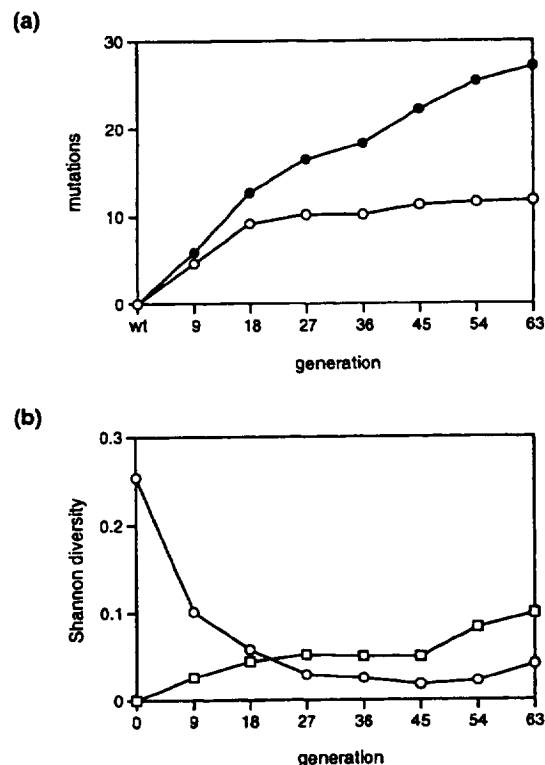 (a)
30
20
10
0
mutations
wt 9 18 27 36 45 54 63
generation
(b)
0.3
0.2
0.1
0
Shannon diversity
0 9 18 27 36 45 54 63
generation